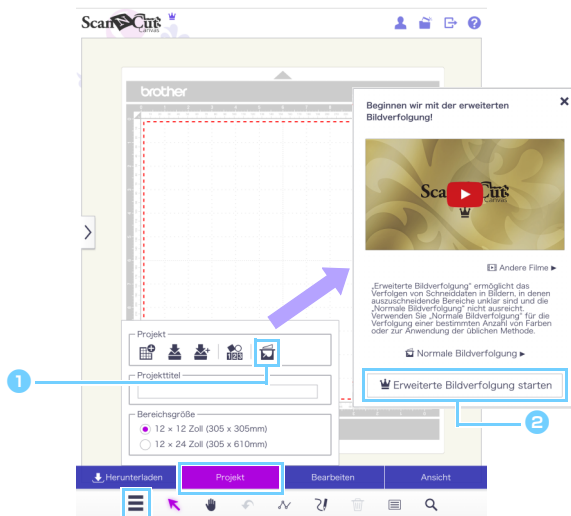 ScanNCut
Canvas
brother
Beginnen wir mit der erweiterten
Bildverfolgung!
ScanNCut
Canvas
Andere Filme ▶
„Erweiterte Bildverfolgung" ermöglicht das
Verfolgen von Schneiddaten in Bildern, in denen
auszuschneidende Bereiche unklar sind und die
„Normale Bildverfolgung" nicht ausreicht.
Verwenden Sie „Normale Bildverfolgung" für die
Verfolgung einer bestimmten Anzahl von Farben
oder zur Anwendung der üblichen Methode.
Normale Bildverfolgung ▶
Erweiterte Bildverfolgung starten
Projekt
123
1
Projekttitel
2
Bereichsgröße
12 × 12 Zoll (305 x 305mm)
12 × 24 Zoll (305 x 610mm)
Herunterladen
Projekt
Bearbeiten
Ansicht